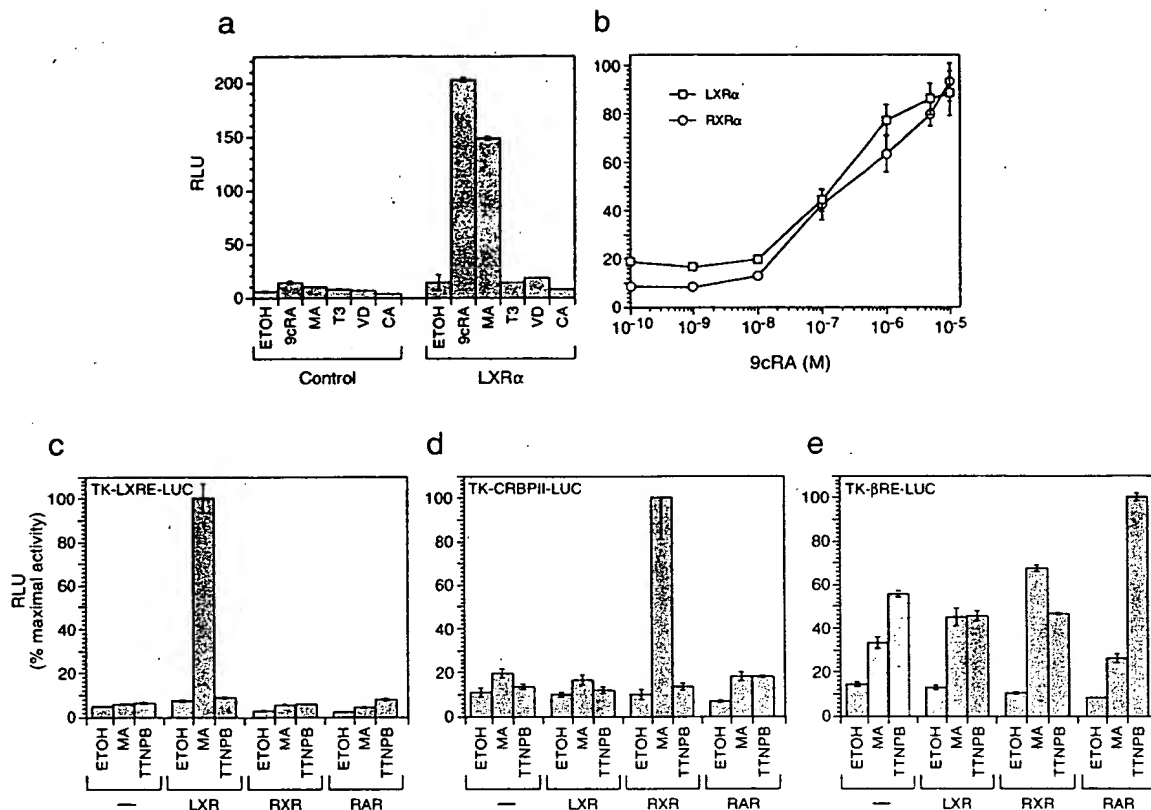 a
200
150
100
50
0
RLU
ETOH
9cRA
MA
T3
VD
CA
ETOH
9cRA
MA
T3
VD
CA
Control
LXRα
b
100
80
60
40
20
0
LXRα
RXRα
10-10
10-9
10-8
10-7
10-6
10-5
9cRA (M)
c
TK-LXRE-LUC
100
80
60
40
20
0
RLU
(% maximal activity)
ETOH
MA
TTNPB
ETOH
MA
TTNPB
ETOH
MA
TTNPB
ETOH
MA
TTNPB
—
LXR
RXR
RAR
d
TK-CRBPII-LUC
100
80
60
40
20
0
ETOH
MA
TTNPB
ETOH
MA
TTNPB
ETOH
MA
TTNPB
ETOH
MA
TTNPB
—
LXR
RXR
RAR
e
TK-βRE-LUC
100
80
60
40
20
0
ETOH
MA
TTNPB
ETOH
MA
TTNPB
ETOH
MA
TTNPB
ETOH
MA
TTNPB
—
LXR
RXR
RAR